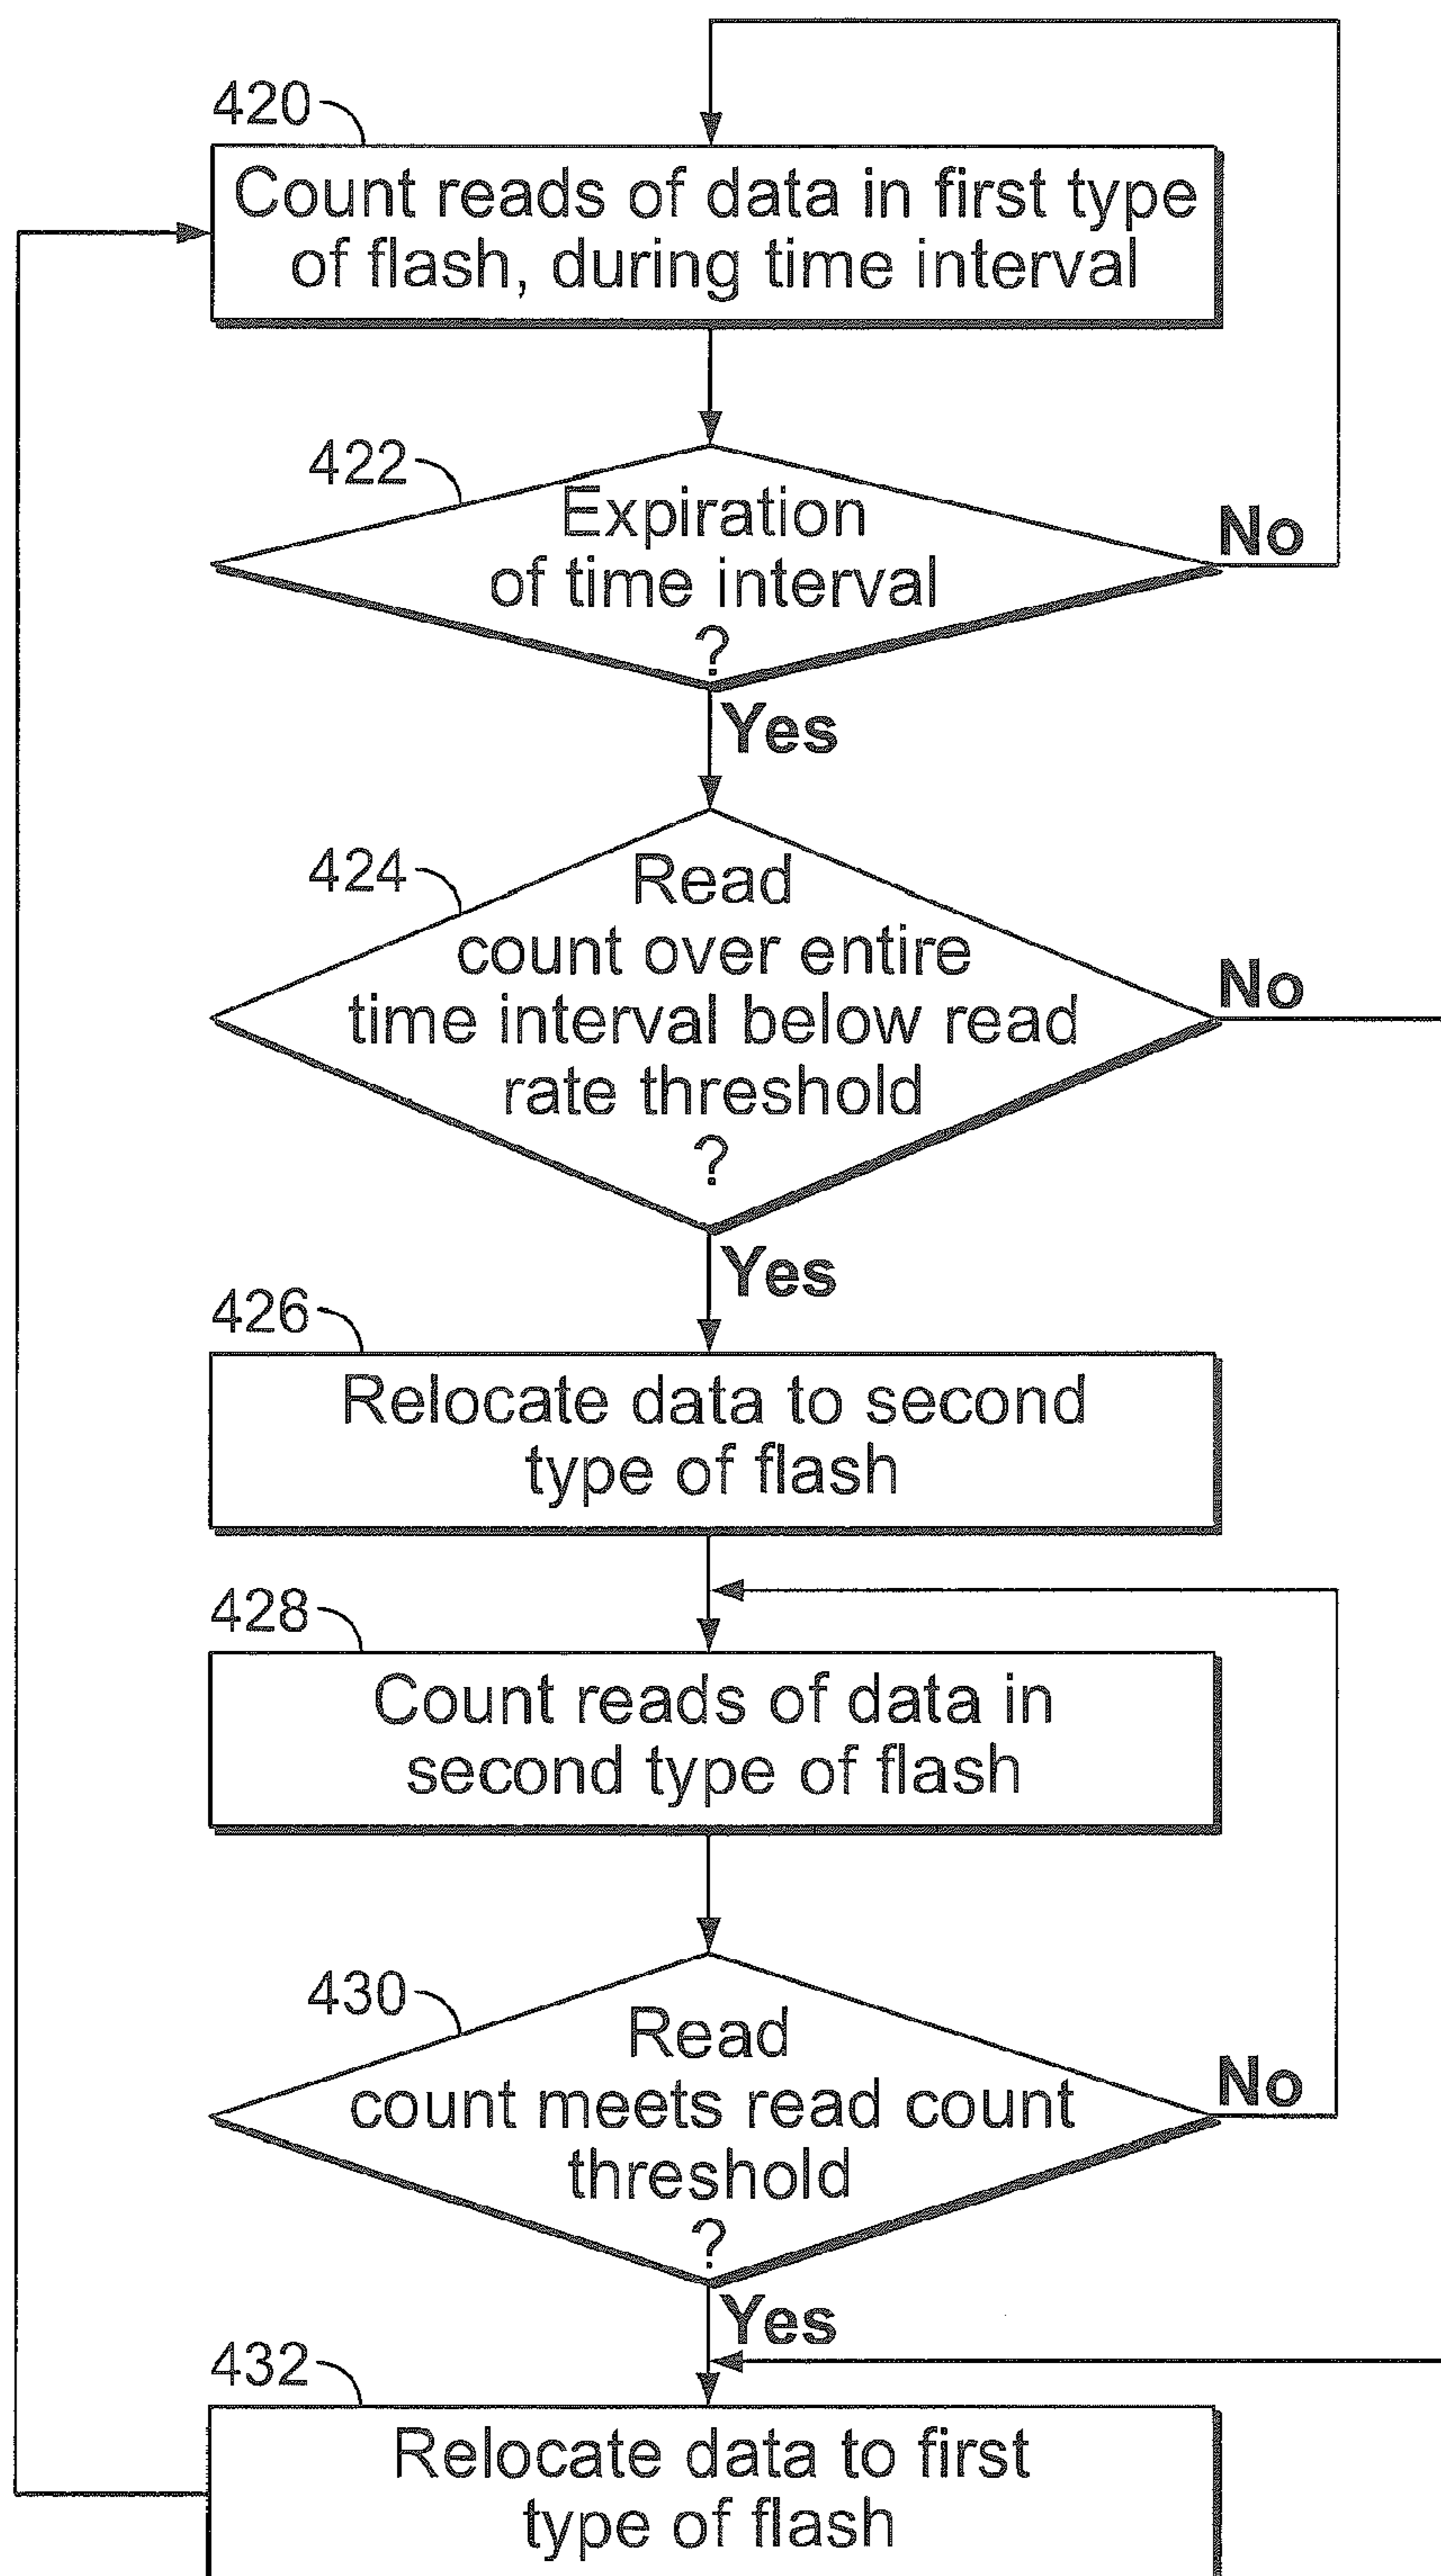 420
Count reads of data in first type
of flash, during time interval
422
Expiration
of time interval
?
No
Yes
424
Read
count over entire
time interval below read
rate threshold
?
No
Yes
426
Relocate data to second
type of flash
428
Count reads of data in
second type of flash
430
Read
count meets read count
threshold
?
No
Yes
432
Relocate data to first
type of flash